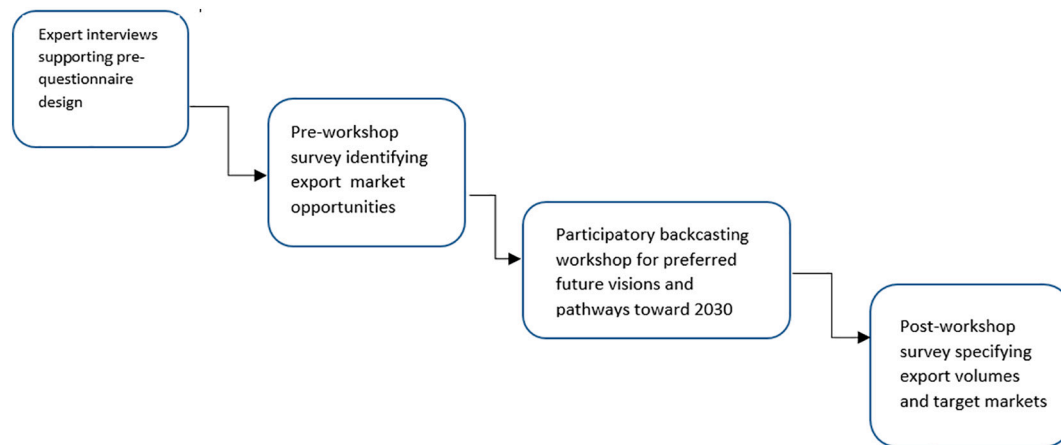 Expert interviews
supporting pre-
questionnaire
design
Pre-workshop
survey identifying
export market
opportunities
Participatory backcasting
workshop for preferred
future visions and
pathways toward 2030
Post-workshop
survey specifying
export volumes
and target markets